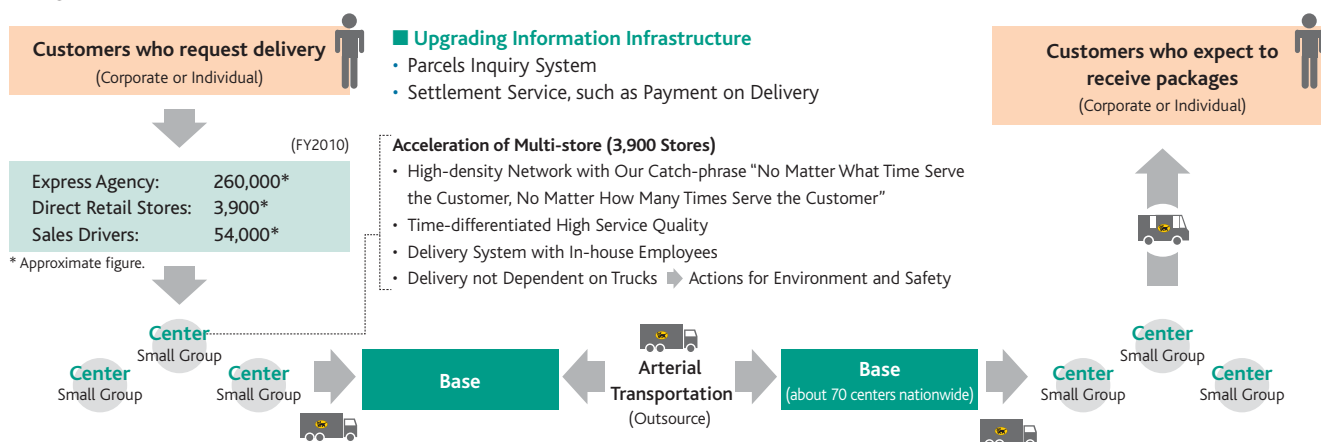 Customers who request delivery
(Corporate or Individual)
■ Upgrading Information Infrastructure
• Parcels Inquiry System
• Settlement Service, such as Payment on Delivery
Customers who expect to
receive packages
(Corporate or Individual)
(FY2010)
Express Agency: 260,000*
Direct Retail Stores: 3,900*
Sales Drivers: 54,000*
* Approximate figure.
Acceleration of Multi-store (3,900 Stores)
• High-density Network with Our Catch-phrase “No Matter What Time Serve
the Customer, No Matter How Many Times Serve the Customer”
• Time-differentiated High Service Quality
• Delivery System with In-house Employees
• Delivery not Dependent on Trucks Actions for Environment and Safety
Center
Small Group
Center
Small Group
Center
Small Group
Base
Arterial
Transportation
(Outsource)
Base
(about 70 centers nationwide)
Center
Small Group
Center
Small Group
Center
Small Group